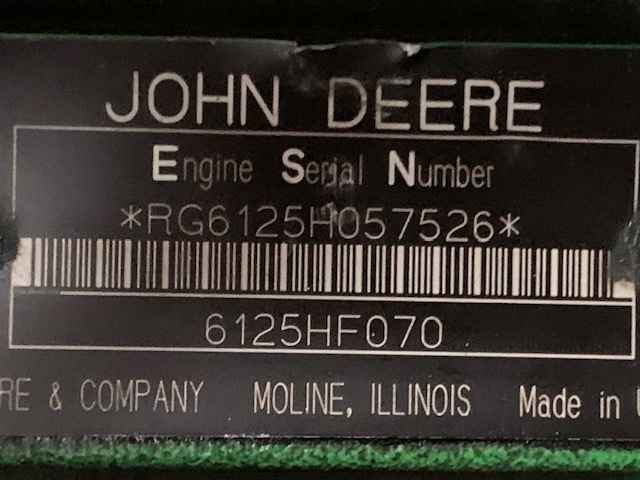 JOHN DEERE
Engine Serial Number
*RG6125H057526*
6125HF070
RE & COMPANY MOLINE, ILLINOIS Made in